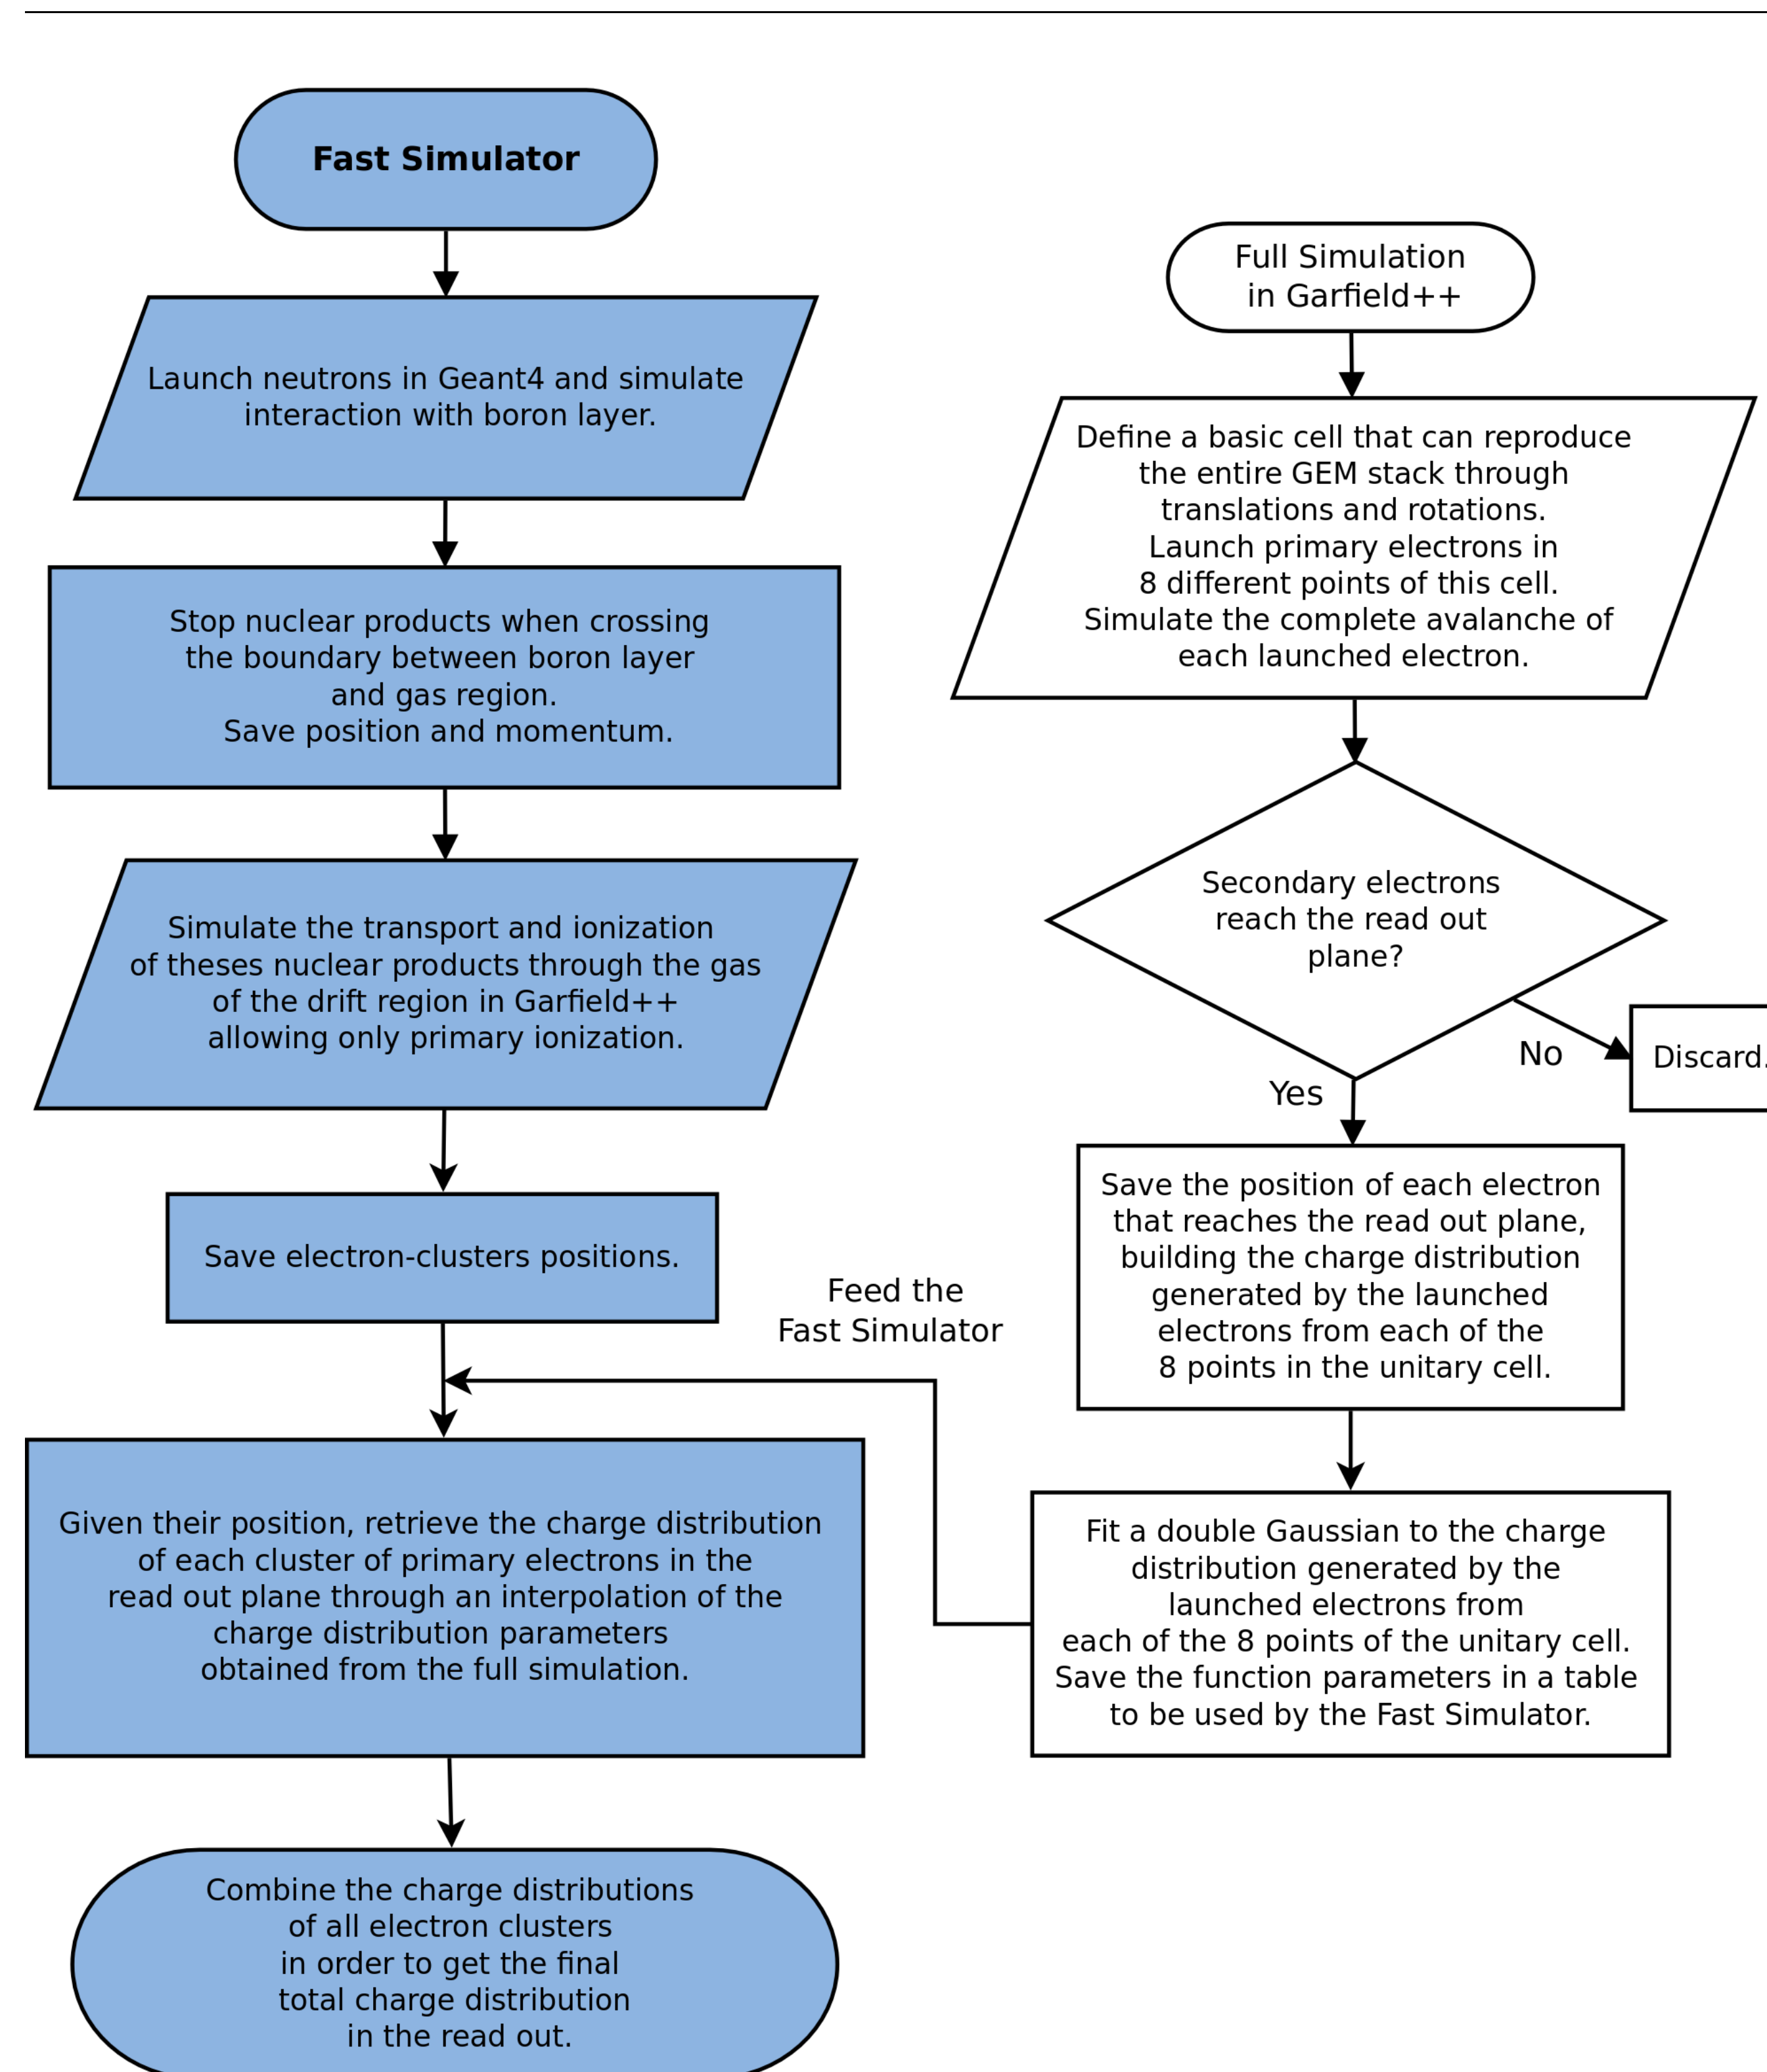 Fast Simulator
Launch neutrons in Geant4 and simulate
interaction with boron layer.
Stop nuclear products when crossing
the boundary between boron layer
and gas region.
Save position and momentum.
Simulate the transport and ionization
of theses nuclear products through the gas
of the drift region in Garfield++
allowing only primary ionization.
Save electron-clusters positions.
Given their position, retrieve the charge distribution
of each cluster of primary electrons in the
read out plane through an interpolation of the
charge distribution parameters
obtained from the full simulation.
Combine the charge distributions
of all electron clusters
in order to get the final
total charge distribution
in the read out.
Feed the
Fast Simulator
Full Simulation
in Garfield++
Define a basic cell that can reproduce
the entire GEM stack through
translations and rotations.
Launch primary electrons in
8 different points of this cell.
Simulate the complete avalanche of
each launched electron.
Secondary electrons
reach the read out
plane?
No
Discard.
Yes
Save the position of each electron
that reaches the read out plane,
building the charge distribution
generated by the launched
electrons from each of the
8 points in the unitary cell.
Fit a double Gaussian to the charge
distribution generated by the
launched electrons from
each of the 8 points of the unitary cell.
Save the function parameters in a table
to be used by the Fast Simulator.